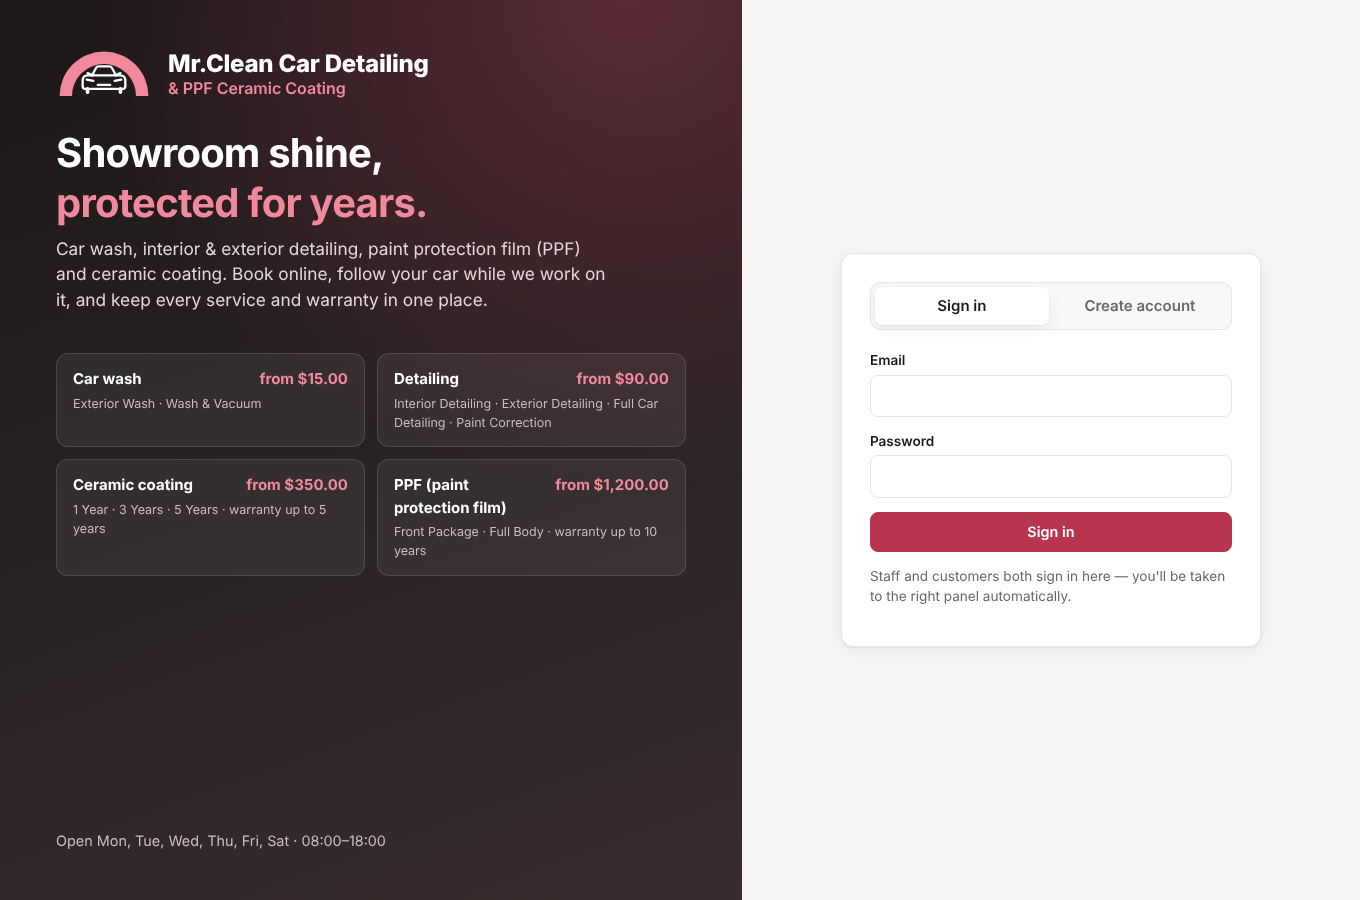 Mr.Clean Car Detailing
& PPF Ceramic Coating
Showroom shine,
protected for years.
Car wash, interior & exterior detailing, paint protection film (PPF)
and ceramic coating. Book online, follow your car while we work on
it, and keep every service and warranty in one place.
Car wash from $15.00
Exterior Wash · Wash & Vacuum
Detailing from $90.00
Interior Detailing · Exterior Detailing · Full Car
Detailing · Paint Correction
Ceramic coating from $350.00
1 Year · 3 Years · 5 Years · warranty up to 5
years
PPF (paint from $1,200.00
protection film)
Front Package · Full Body · warranty up to 10
years
Open Mon, Tue, Wed, Thu, Fri, Sat · 08:00–18:00
Sign in Create account
Email
Password
Sign in
Staff and customers both sign in here — you'll be taken
to the right panel automatically.